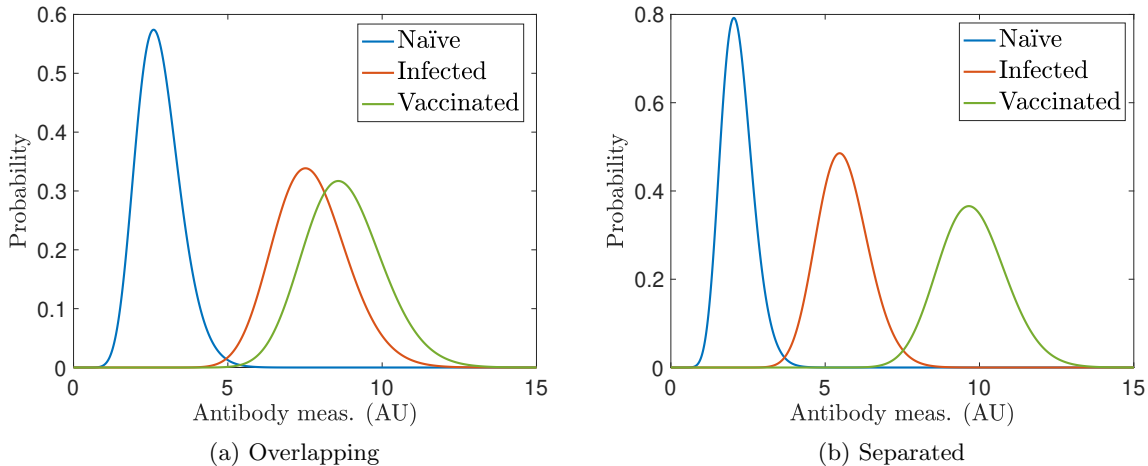 0.6
0.5
0.4
0.3
0.2
0.1
0
Probability
0
5
10
15
Antibody meas. (AU)
Naïve
Infected
Vaccinated
(a) Overlapping
0.8
0.6
0.4
0.2
0
Probability
0
5
10
15
Antibody meas. (AU)
Naïve
Infected
Vaccinated
(b) Separated